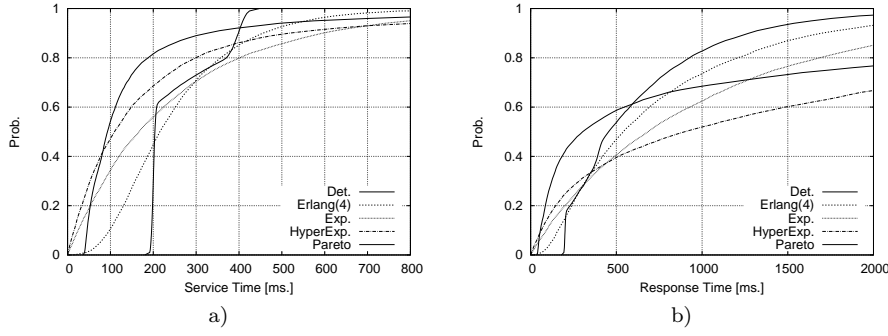 Prob.
1
0.8
0.6
0.4
0.2
0
0 100 200 300 400 500 600 700 800
Service Time [ms.]
Det.
Erlang(4)
Exp.
HyperExp.
Pareto
a)
Prob.
1
0.8
0.6
0.4
0.2
0
0 500 1000 1500 2000
Response Time [ms.]
Det.
Erlang(4)
Exp.
HyperExp.
Pareto
b)